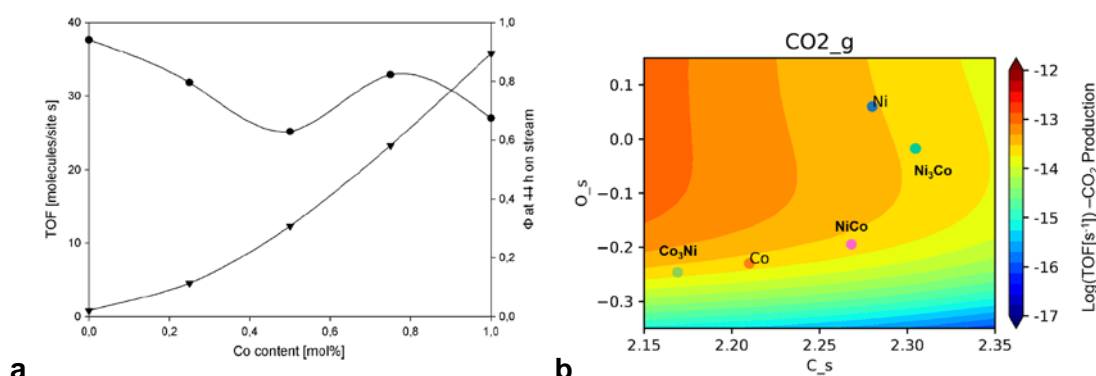 40
30
20
10
0
TOF [molecules/site s]
1,0
0,8
0,6
0,4
0,2
0,0
Φ at h on stream
0,0 0,2 0,4 0,6 0,8 1,0
Co content [mol%]
a
CO2_g
0.1
0.0
−0.1
−0.2
−0.3
O_s
Ni
Ni₃Co
NiCo
Co₃Ni
Co
2.15 2.20 2.25 2.30 2.35
C_s
-12
-13
-14
-15
-16
-17
Log(TOF[s⁻¹]) –CO₂ Production
b